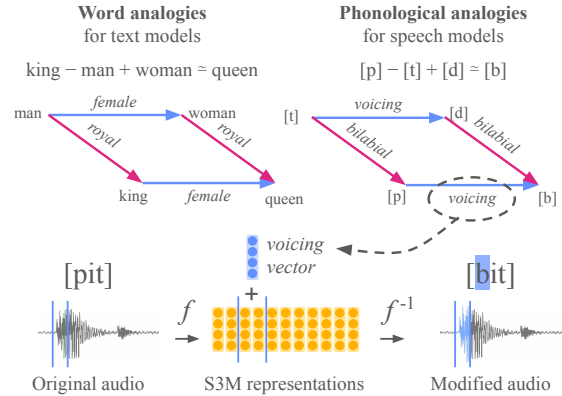 Word analogies
for text models
king − man + woman ≃ queen
man
female
woman
royal
royal
king
female
queen
Phonological analogies
for speech models
[p] − [t] + [d] ≃ [b]
[t]
voicing
[d]
bilabial
bilabial
[p]
voicing
[b]
voicing
vector
+
[pit]
f
f⁻¹
[bit]
Original audio
S3M representations
Modified audio